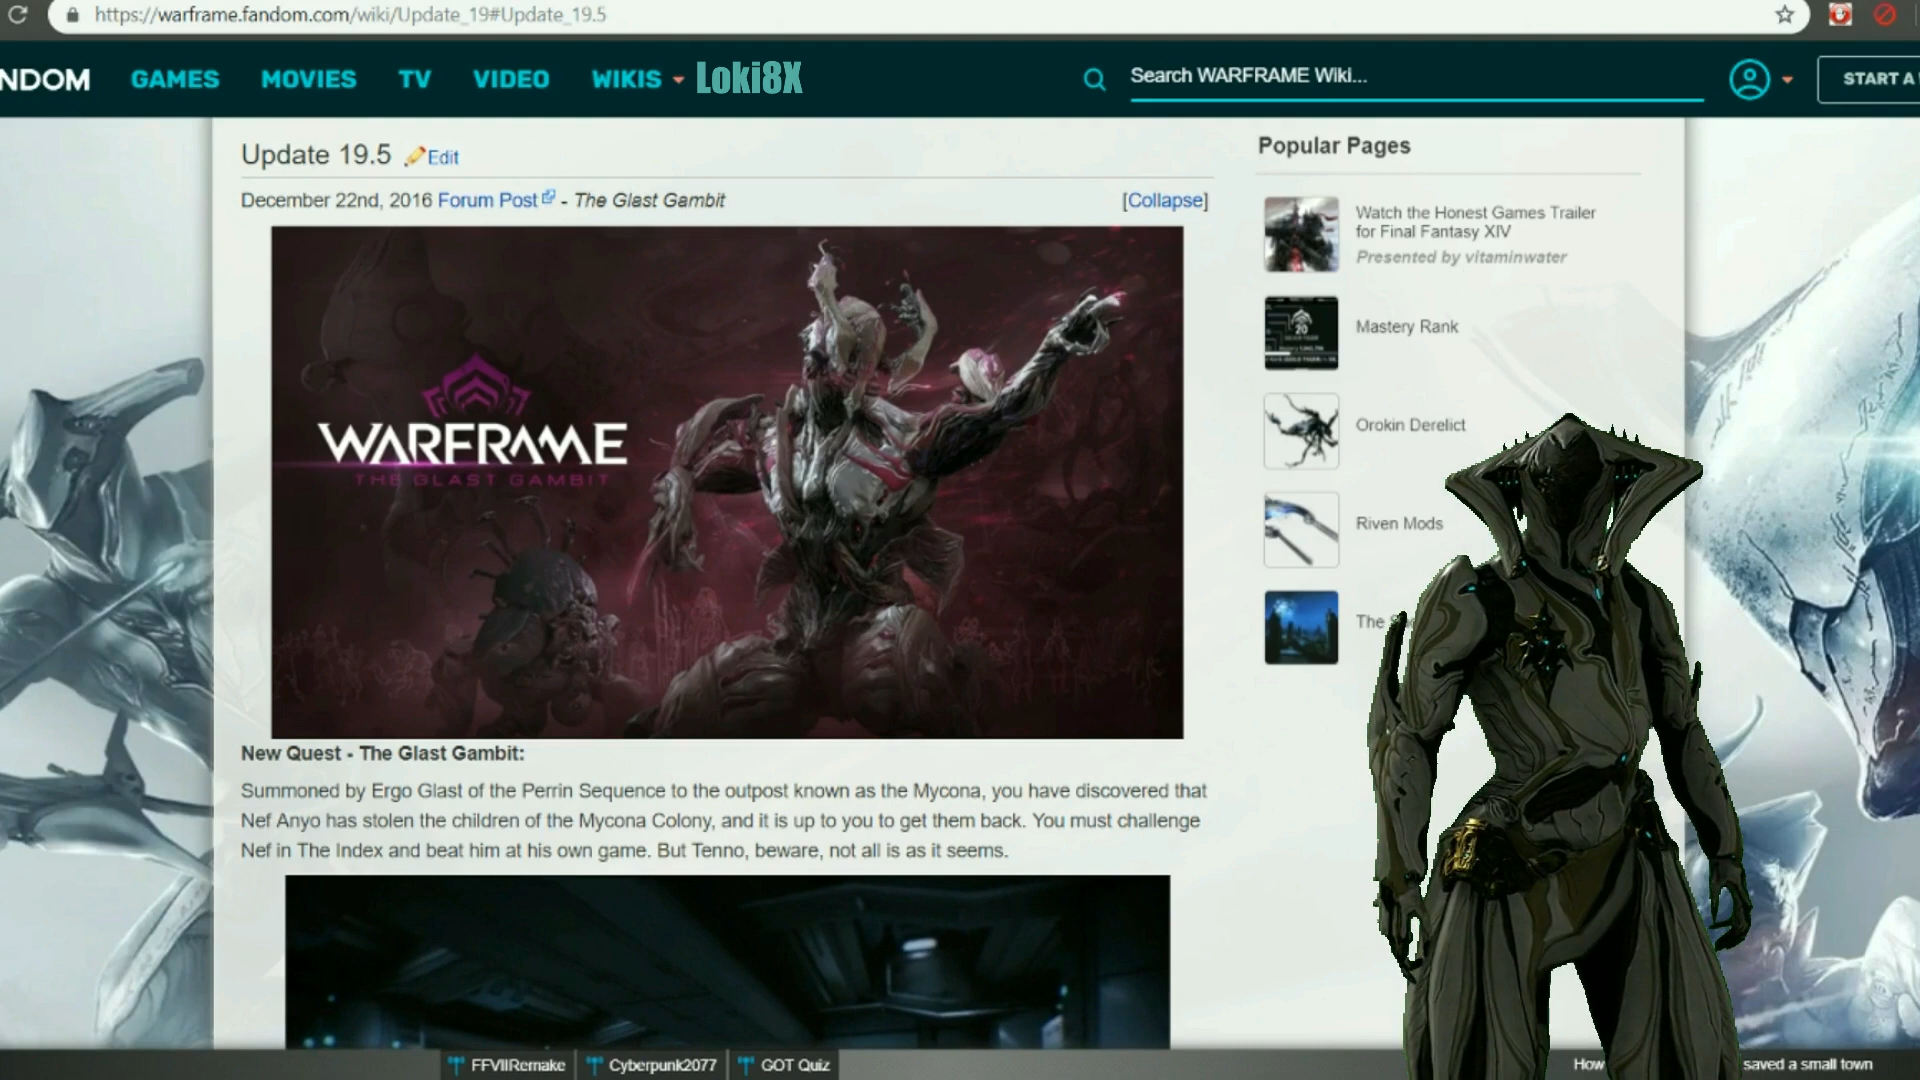 https://warframe.fandom.com/wiki/Update_19#Update_19.5
NDOM GAMES MOVIES TV VIDEO WIKIS Loki8X Search WARFRAME Wiki... START A
Update 19.5 Edit
December 22nd, 2016 Forum Post - The Glast Gambit [Collapse]
WARFRAME
THE GLAST GAMBIT
New Quest - The Glast Gambit:
Summoned by Ergo Glast of the Perrin Sequence to the outpost known as the Mycona, you have discovered that
Nef Anyo has stolen the children of the Mycona Colony, and it is up to you to get them back. You must challenge
Nef in The Index and beat him at his own game. But Tenno, beware, not all is as it seems.
Popular Pages
Watch the Honest Games Trailer
for Final Fantasy XIV
Presented by vitaminwater
20
Mastery Rank
Orokin Derelict
Riven Mods
The
FFVIIRemake Cyberpunk2077 GOT Quiz How saved a small town